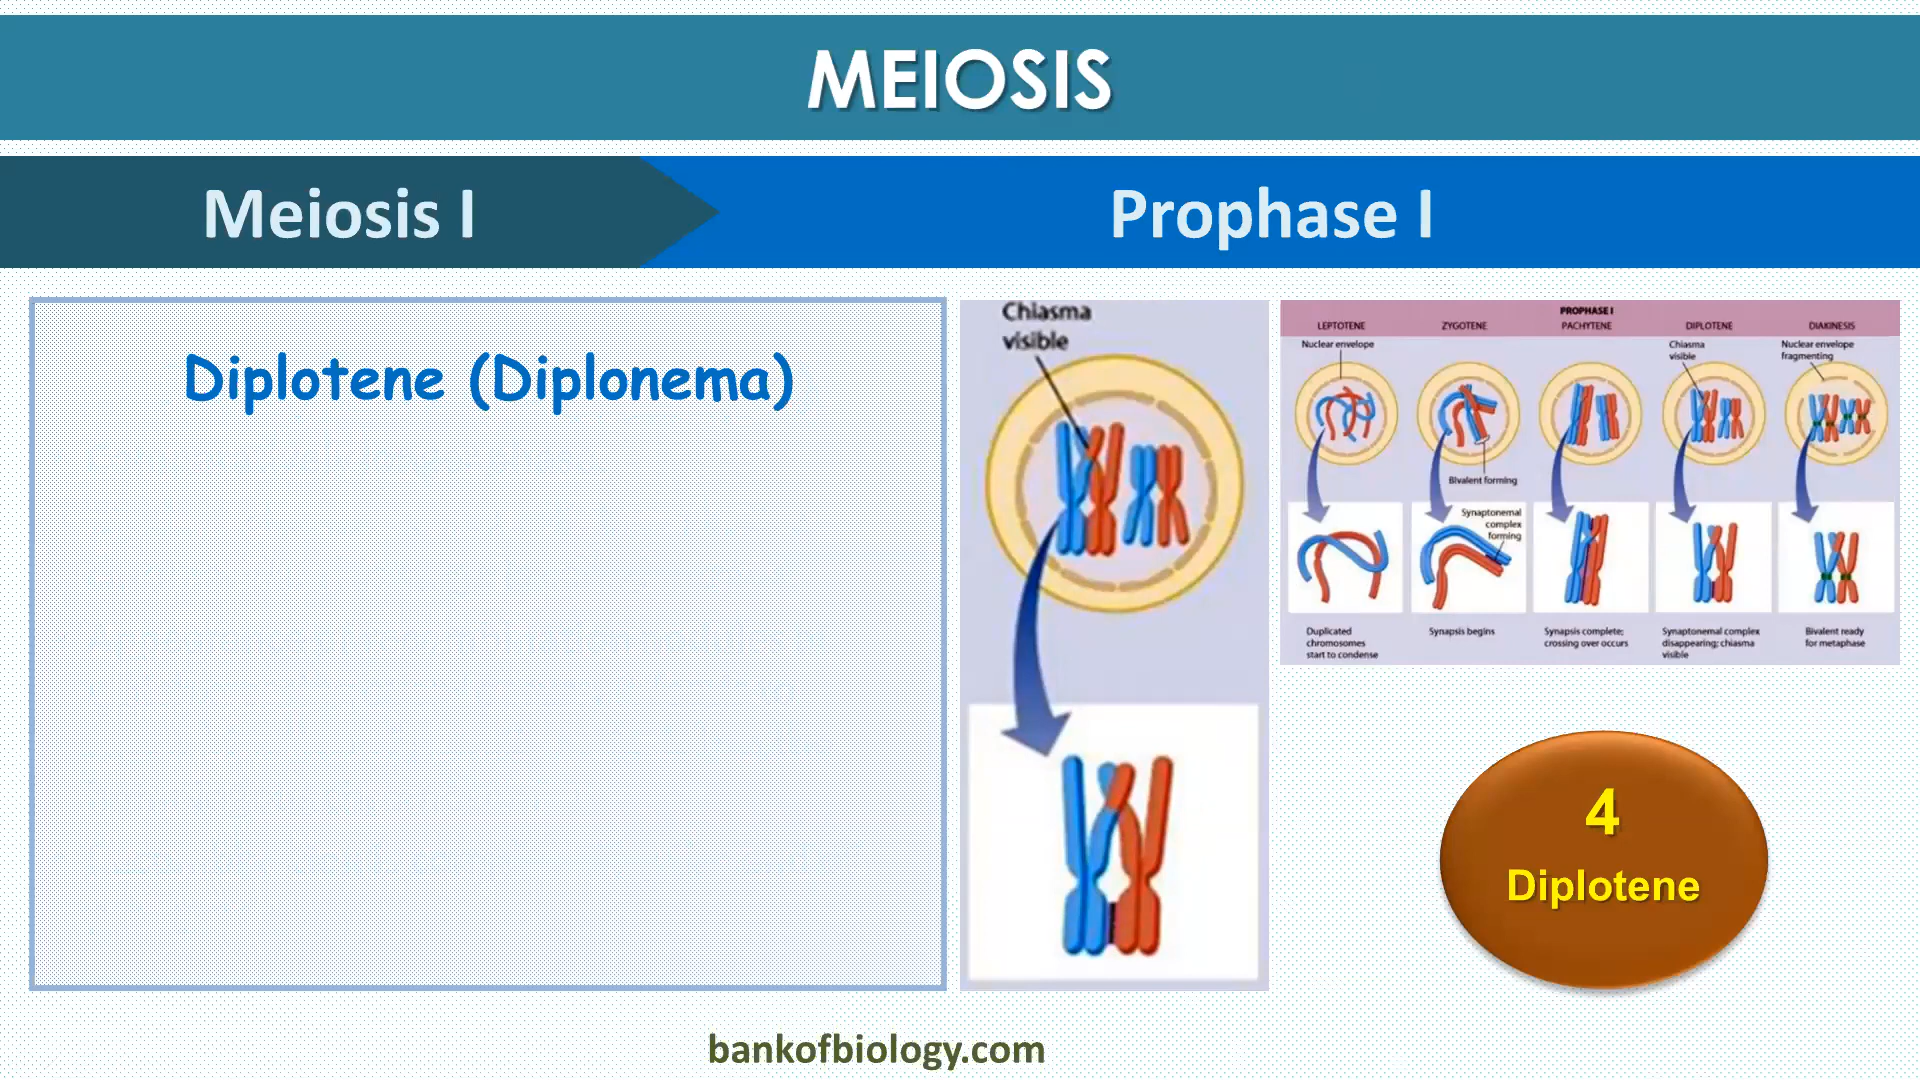 MEIOSIS
Meiosis I
Prophase I
Diplotene (Diplonema)
Chiasma
visible
PROPHASE I
LEPTOTENE
ZYGOTENE
PACHYTENE
DIPLOTENE
DIAKINESIS
Nuclear envelope
Chiasma
visible
Nuclear envelope
fragmenting
Bivalent forming
Synaptonemal
complex
forming
Duplicated
chromosomes
start to condense
Synapsis begins
Synapsis complete;
crossing over occurs
Synaptonemal complex
disappearing; chiasma
visible
Bivalent ready
for metaphase
4
Diplotene
bankofbiology.com